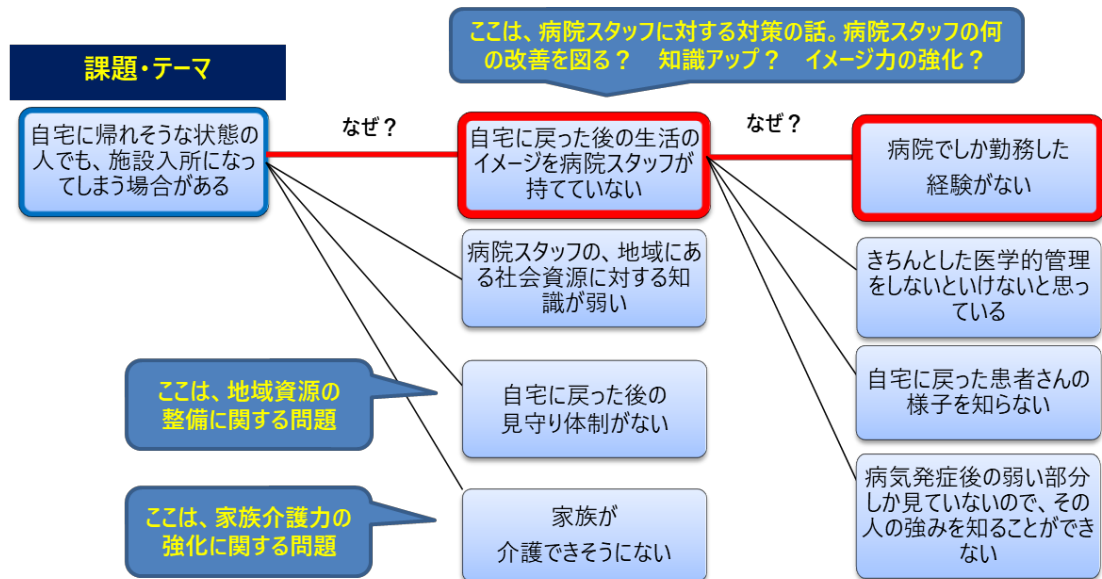 ここは、病院スタッフに対する対策の話。病院スタッフの何
の改善を図る？　知識アップ？　イメージ力の強化？
課題・テーマ
自宅に帰れそうな状態の
人でも、施設入所になっ
てしまう場合がある
なぜ？
自宅に戻った後の生活の
イメージを病院スタッフが
持てていない
なぜ？
病院でしか勤務した
経験がない
病院スタッフの、地域にあ
る社会資源に対する知
識が弱い
きちんとした医学的管理
をしないといけないと思っ
ている
ここは、地域資源の
整備に関する問題
自宅に戻った後の
見守り体制がない
自宅に戻った患者さんの
様子を知らない
ここは、家族介護力の
強化に関する問題
家族が
介護できそうにない
病気発症後の弱い部分
しか見ていないので、その
人の強みを知ることができ
ない